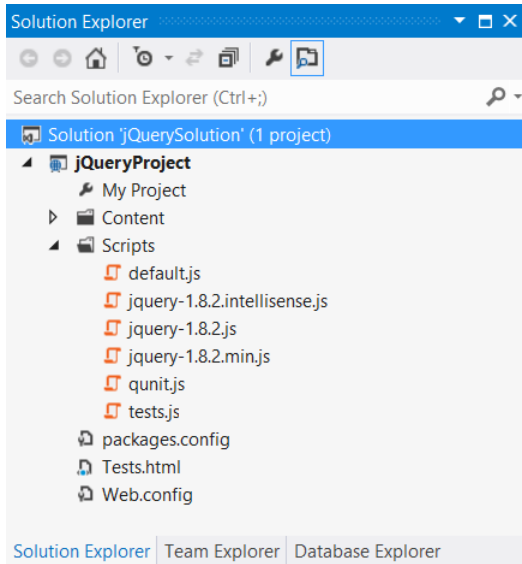 Solution Explorer
Search Solution Explorer (Ctrl+;)
Solution 'jQuerySolution' (1 project)
jQueryProject
My Project
Content
Scripts
default.js
jquery-1.8.2.intellisense.js
jquery-1.8.2.js
jquery-1.8.2.min.js
qunit.js
tests.js
packages.config
Tests.html
Web.config
Solution Explorer Team Explorer Database Explorer